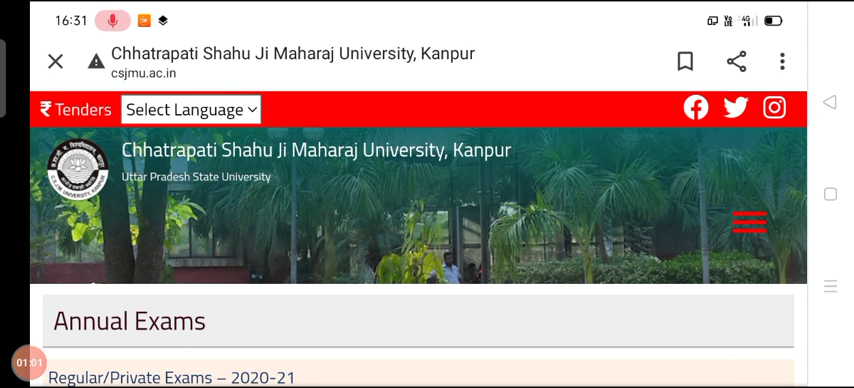 16:31
Chhatrapati Shahu Ji Maharaj University, Kanpur
csjmu.ac.in
₹ Tenders Select Language
Chhatrapati Shahu Ji Maharaj University, Kanpur
Uttar Pradesh State University
Annual Exams
01:01
Regular/Private Exams – 2020-21